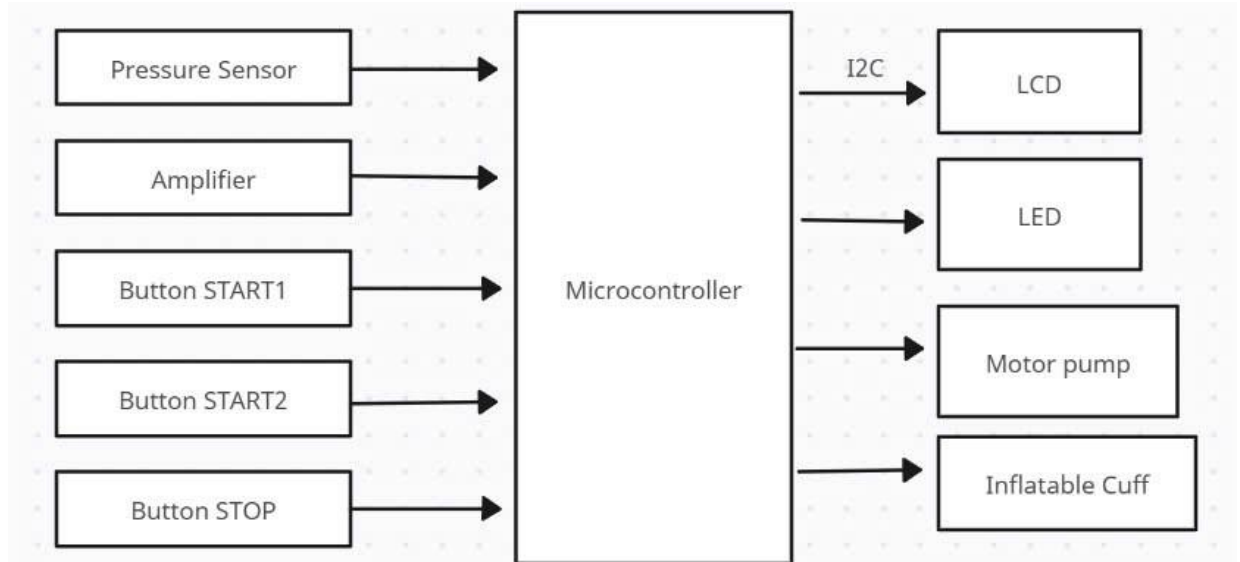 Pressure Sensor
Amplifier
Button START1
Button START2
Button STOP
Microcontroller
I2C
LCD
LED
Motor pump
Inflatable Cuff